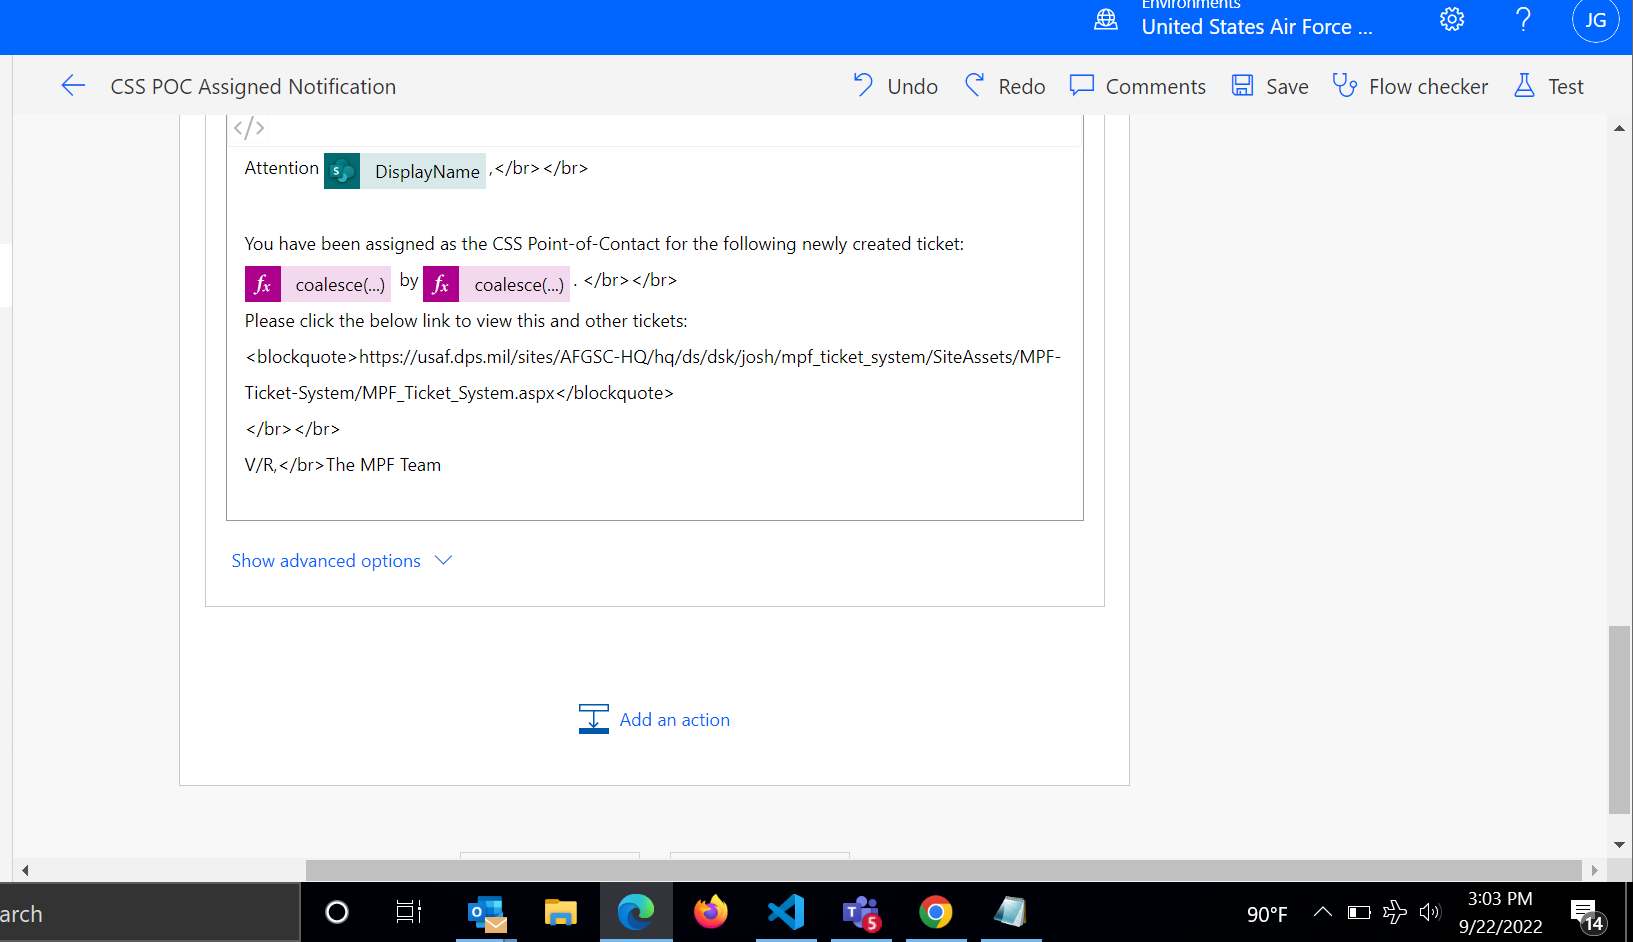 Environments
United States Air Force ...
JG
CSS POC Assigned Notification
Undo
Redo
Comments
Save
Flow checker
Test
</>
Attention S DisplayName ,</br></br>
You have been assigned as the CSS Point-of-Contact for the following newly created ticket:
fx coalesce(...) by fx coalesce(...) . </br></br>
Please click the below link to view this and other tickets:
<blockquote>https://usaf.dps.mil/sites/AFGSC-HQ/hq/ds/dsk/josh/mpf_ticket_system/SiteAssets/MPF-
Ticket-System/MPF_Ticket_System.aspx</blockquote>
</br></br>
V/R,</br>The MPF Team
Show advanced options
Add an action
arch
90°F
3:03 PM
9/22/2022
5
14